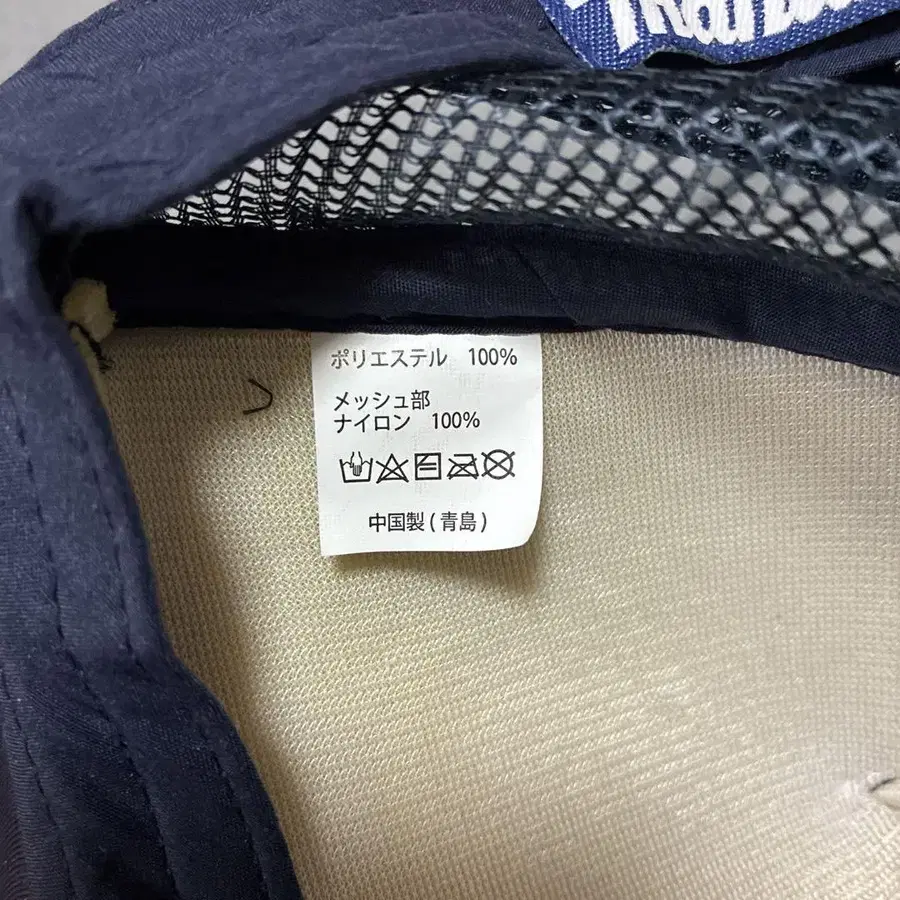 ポリエステル 100%
メッシュ部
ナイロン 100%
中国製(青島)